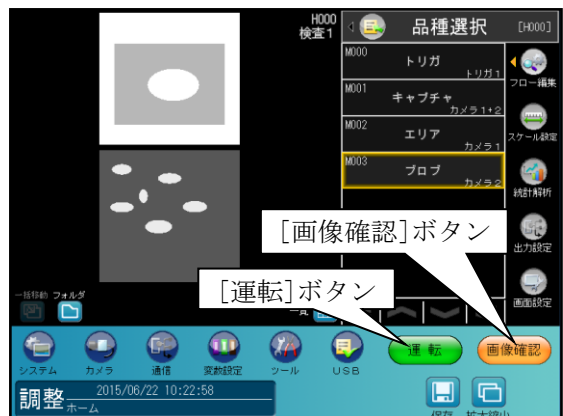 H000
検査1
品種選択
[H000]
M000
トリガ
トリガ1
M001
キャプチャ
カメラ1+2
M002
エリア
カメラ1
M003
ブロブ
カメラ2
フロー編集
スケール設定
統計解析
出力設定
画面設定
[画像確認]ボタン
[運転]ボタン
一括移動 フォルダ
一覧
運転
画像確認
システム カメラ 通信 変数設定 ツール USB
調整 2015/06/22 10:22:58
ホーム
保存 拡大縮小